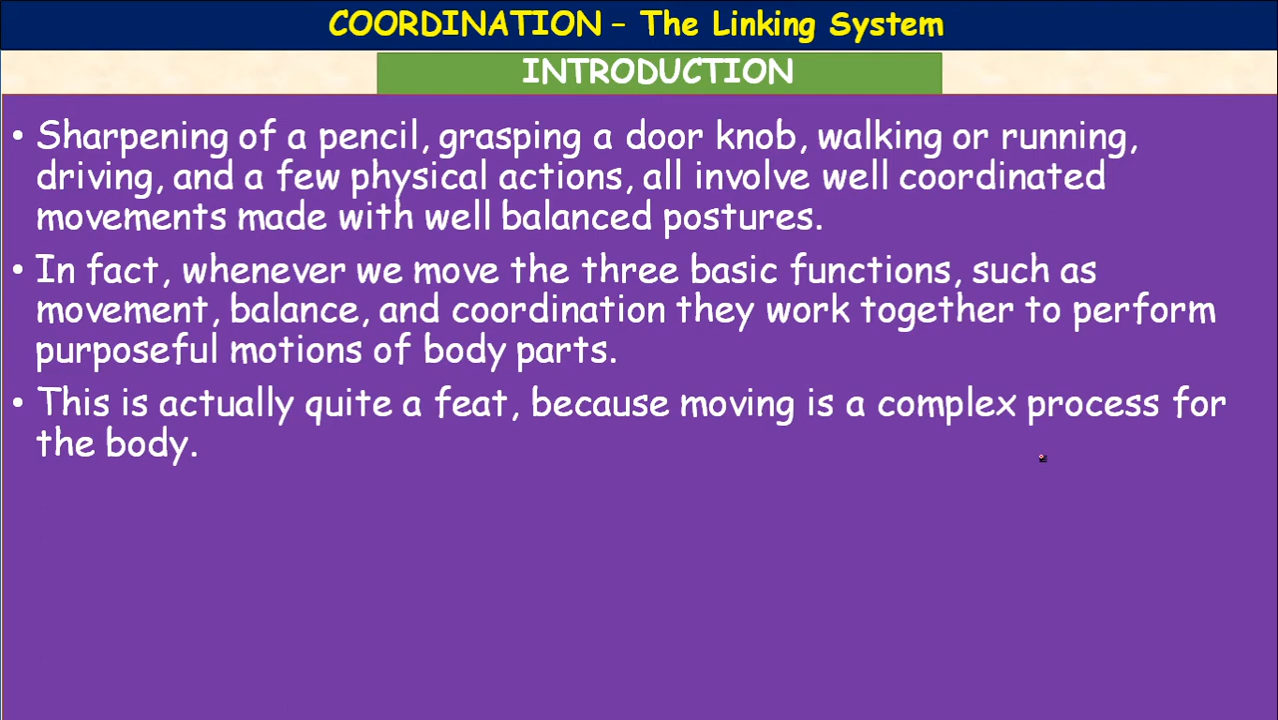 COORDINATION – The Linking System
INTRODUCTION
• Sharpening of a pencil, grasping a door knob, walking or running,
driving, and a few physical actions, all involve well coordinated
movements made with well balanced postures.
• In fact, whenever we move the three basic functions, such as
movement, balance, and coordination they work together to perform
purposeful motions of body parts.
• This is actually quite a feat, because moving is a complex process for
the body.